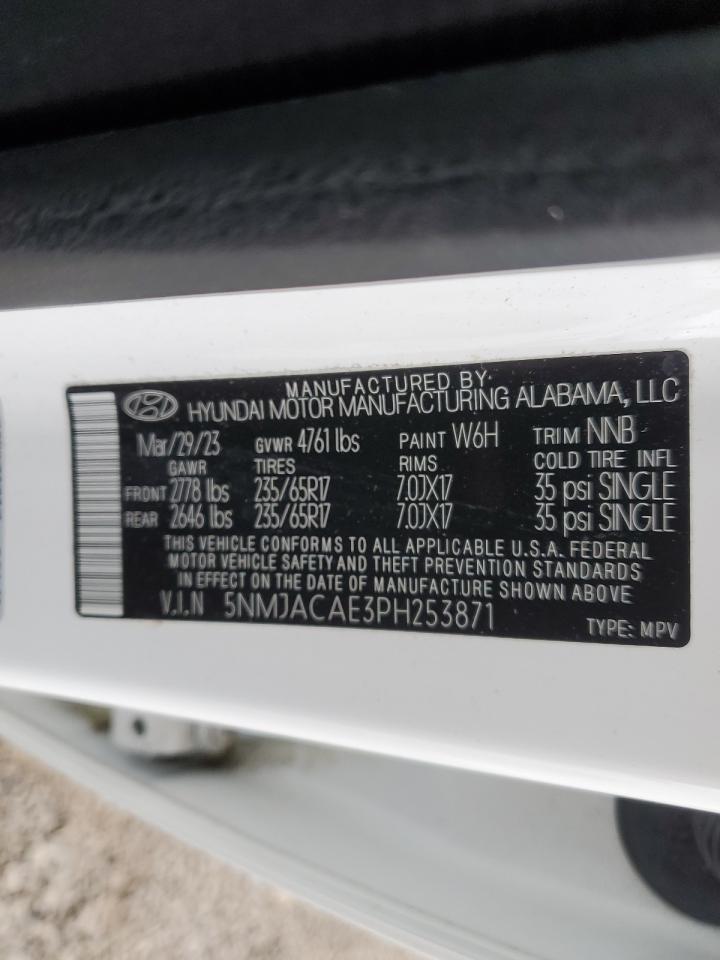 MANUFACTURED BY
HYUNDAI MOTOR MANUFACTURING ALABAMA, LLC
Mar/29/23 GVWR 4761 lbs PAINT W6H TRIM NNB
GAWR TIRES RIMS COLD TIRE INFL
FRONT 2778 lbs 235/65R17 7.0JX17 35 psi SINGLE
REAR 2646 lbs 235/65R17 7.0JX17 35 psi SINGLE
THIS VEHICLE CONFORMS TO ALL APPLICABLE U.S.A. FEDERAL
MOTOR VEHICLE SAFETY AND THEFT PREVENTION STANDARDS
IN EFFECT ON THE DATE OF MANUFACTURE SHOWN ABOVE
V.I.N 5NMJACAE3PH253871
TYPE: MPV